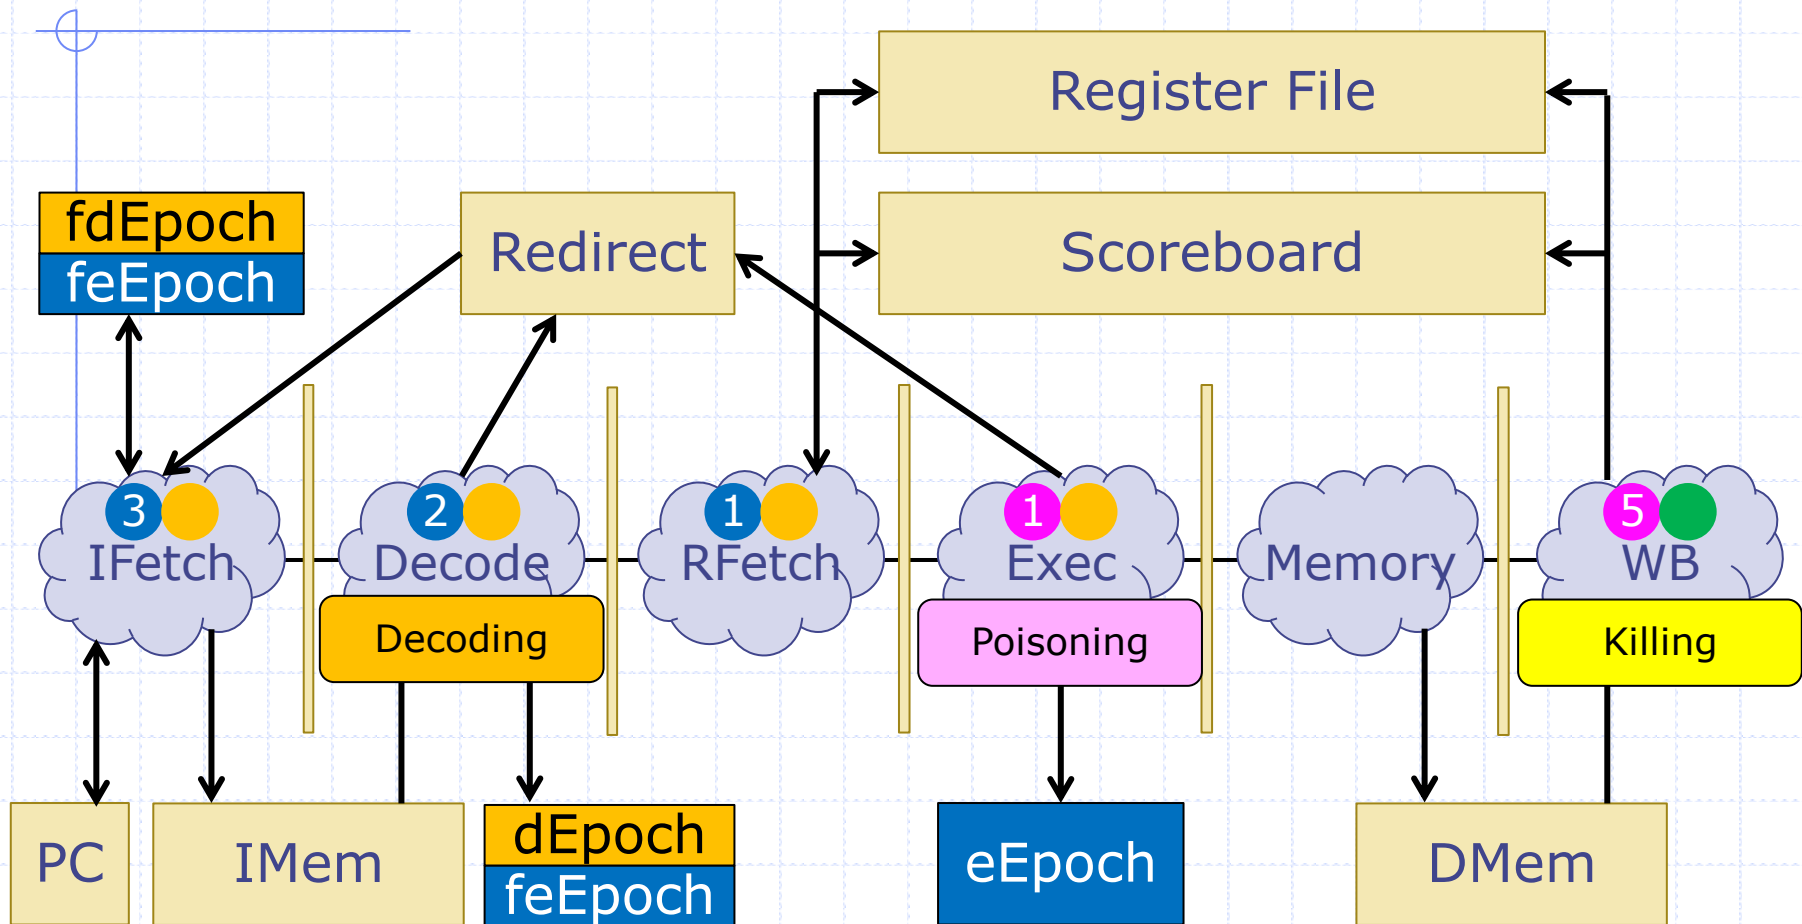 Register File
fdEpoch
feEpoch
Redirect
Scoreboard
3
2
1
1
5
IFetch
Decode
RFetch
Exec
Memory
WB
Decoding
Poisoning
Killing
PC
IMem
dEpoch
feEpoch
eEpoch
DMem